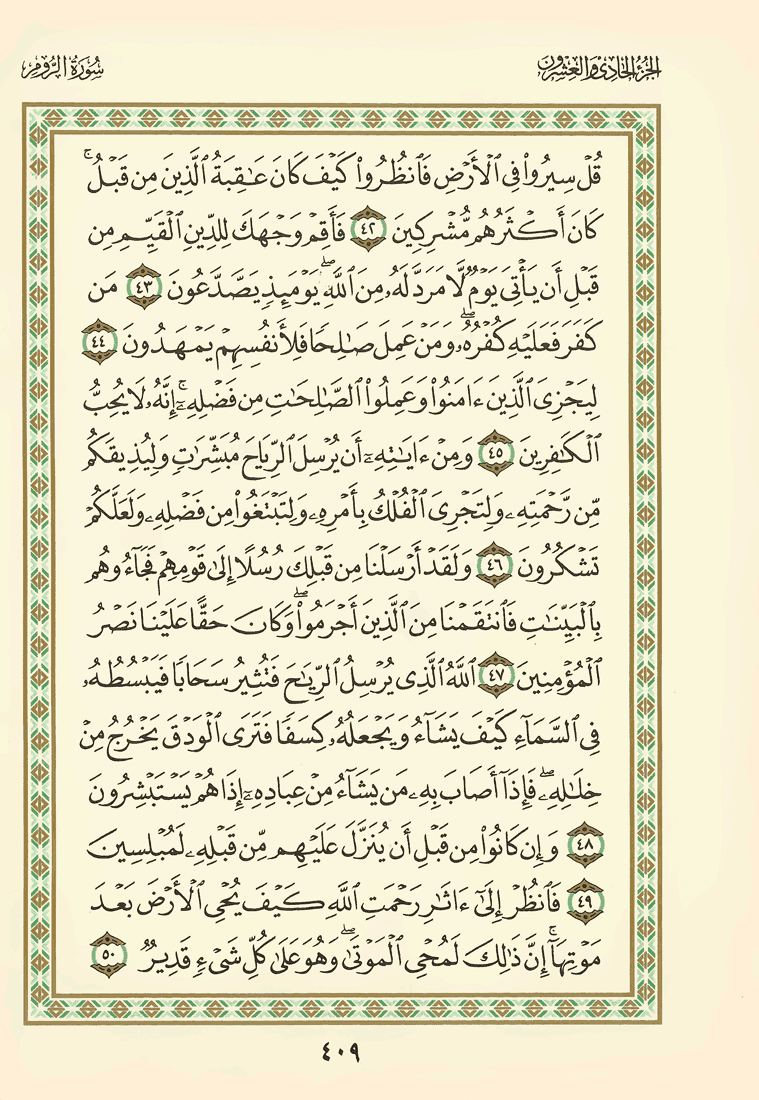 الجزء الحادي والعشرون
سورة الروم
قُلْ سِيرُوا۟ فِى ٱلْأَرْضِ فَٱنظُرُوا۟ كَيْفَ كَانَ عَـٰقِبَةُ ٱلَّذِينَ مِن قَبْلُ ۚ
كَانَ أَكْثَرُهُم مُّشْرِكِينَ ٤٢ فَأَقِمْ وَجْهَكَ لِلدِّينِ ٱلْقَيِّمِ مِن
قَبْلِ أَن يَأْتِىَ يَوْمٌ لَّا مَرَدَّ لَهُۥ مِنَ ٱللَّهِ ۖ يَوْمَئِذٍ يَصَّدَّعُونَ ٤٣ مَن
كَفَرَ فَعَلَيْهِ كُفْرُهُۥ ۖ وَمَنْ عَمِلَ صَـٰلِحًا فَلِأَنفُسِهِمْ يَمْهَدُونَ ٤٤
لِيَجْزِىَ ٱلَّذِينَ ءَامَنُوا۟ وَعَمِلُوا۟ ٱلصَّـٰلِحَـٰتِ مِن فَضْلِهِۦٓ ۚ إِنَّهُۥ لَا يُحِبُّ
ٱلْكَـٰفِرِينَ ٤٥ وَمِنْ ءَايَـٰتِهِۦٓ أَن يُرْسِلَ ٱلرِّيَاحَ مُبَشِّرَٰتٍ وَلِيُذِيقَكُم
مِّن رَّحْمَتِهِۦ وَلِتَجْرِىَ ٱلْفُلْكُ بِأَمْرِهِۦ وَلِتَبْتَغُوا۟ مِن فَضْلِهِۦ وَلَعَلَّكُمْ
تَشْكُرُونَ ٤٦ وَلَقَدْ أَرْسَلْنَا مِن قَبْلِكَ رُسُلًا إِلَىٰ قَوْمِهِمْ فَجَآءُوهُم
بِٱلْبَيِّنَـٰتِ فَٱنتَقَمْنَا مِنَ ٱلَّذِينَ أَجْرَمُوا۟ ۖ وَكَانَ حَقًّا عَلَيْنَا نَصْرُ
ٱلْمُؤْمِنِينَ ٤٧ ٱللَّهُ ٱلَّذِى يُرْسِلُ ٱلرِّيَـٰحَ فَتُثِيرُ سَحَابًا فَيَبْسُطُهُۥ
فِى ٱلسَّمَآءِ كَيْفَ يَشَآءُ وَيَجْعَلُهُۥ كِسَفًا فَتَرَى ٱلْوَدْقَ يَخْرُجُ مِنْ
خِلَـٰلِهِۦ ۖ فَإِذَآ أَصَابَ بِهِۦ مَن يَشَآءُ مِنْ عِبَادِهِۦٓ إِذَا هُمْ يَسْتَبْشِرُونَ
٤٨ وَإِن كَانُوا۟ مِن قَبْلِ أَن يُنَزَّلَ عَلَيْهِم مِّن قَبْلِهِۦ لَمُبْلِسِينَ
٤٩ فَٱنظُرْ إِلَىٰٓ ءَاثَـٰرِ رَحْمَتِ ٱللَّهِ كَيْفَ يُحْىِ ٱلْأَرْضَ بَعْدَ
مَوْتِهَآ ۚ إِنَّ ذَٰلِكَ لَمُحْىِ ٱلْمَوْتَىٰ ۖ وَهُوَ عَلَىٰ كُلِّ شَىْءٍ قَدِيرٌ ٥٠
٤٠٩